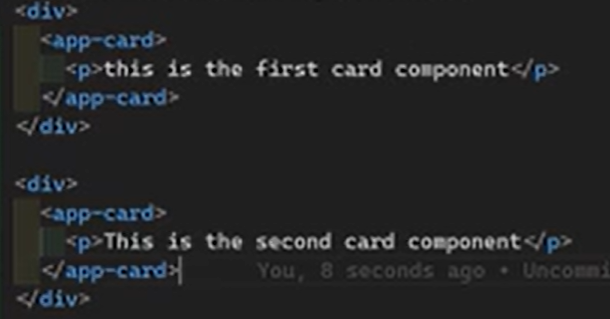 <div>
<app-card>
<p>this is the first card component</p>
</app-card>
</div>
<div>
<app-card>
<p>This is the second card component</p>
</app-card> You, 8 seconds ago • Uncommi
</div>